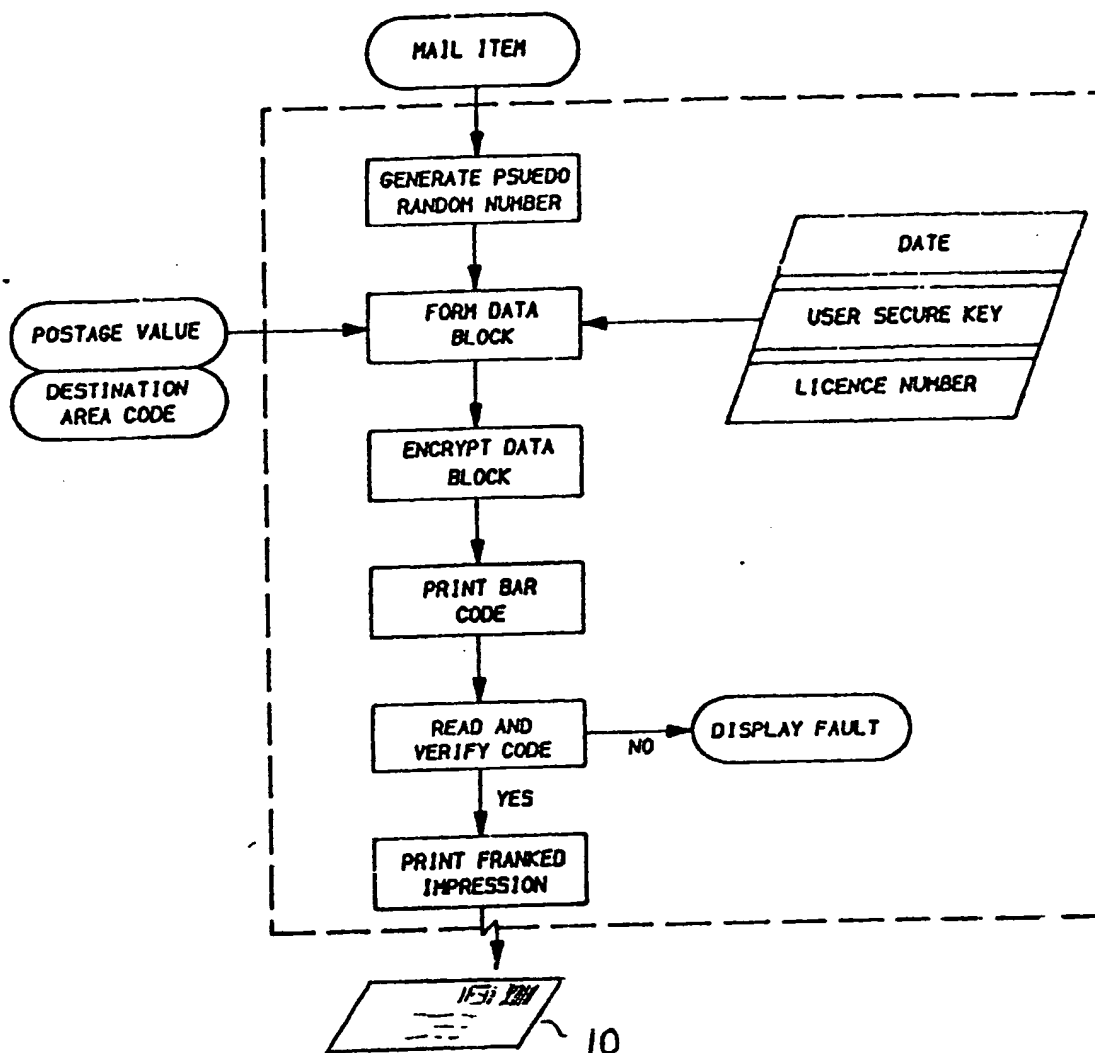 MAIL ITEM
GENERATE PSUEDO
RANDOM NUMBER
DATE
FORM DATA
BLOCK
USER SECURE KEY
POSTAGE VALUE
LICENCE NUMBER
DESTINATION
AREA CODE
ENCRYPT DATA
BLOCK
PRINT BAR
CODE
READ AND
VERIFY CODE
NO
DISPLAY FAULT
YES
PRINT FRANKED
IMPRESSION
10